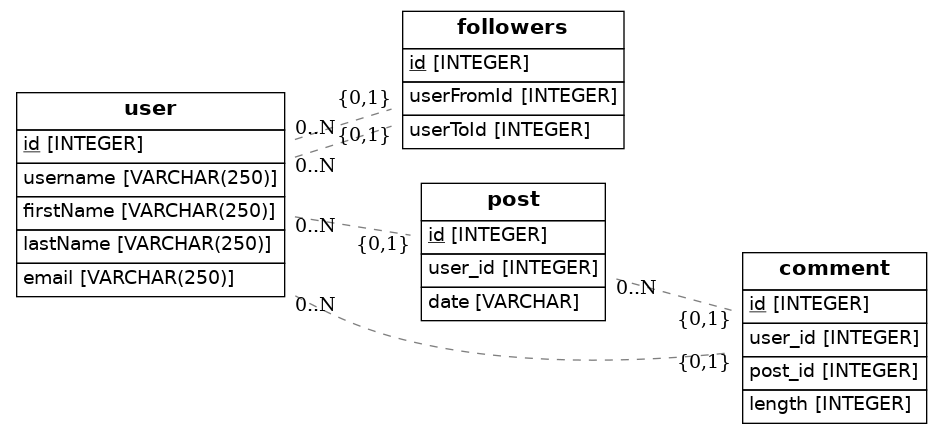 followers
id [INTEGER]
userFromId [INTEGER]
userToId [INTEGER]
{0,1}
0..N
{0,1}
0..N
user
id [INTEGER]
username [VARCHAR(250)]
firstName [VARCHAR(250)]
lastName [VARCHAR(250)]
email [VARCHAR(250)]
0..N
{0,1}
post
id [INTEGER]
user_id [INTEGER]
date [VARCHAR]
0..N
{0,1}
0..N
{0,1}
comment
id [INTEGER]
user_id [INTEGER]
post_id [INTEGER]
length [INTEGER]